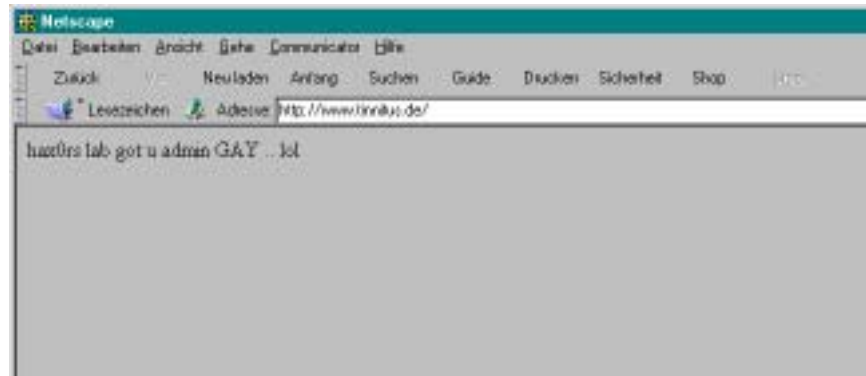 Netscape
Datei Bearbeiten Ansicht Gehe Communicator Hilfe
Zurück Neu laden Anfang Suchen Guide Drucken Sicherheit Shop
Lesezeichen Adresse http://www.tinnitus.de/
hax0rs lab got u admin GAY .. lol